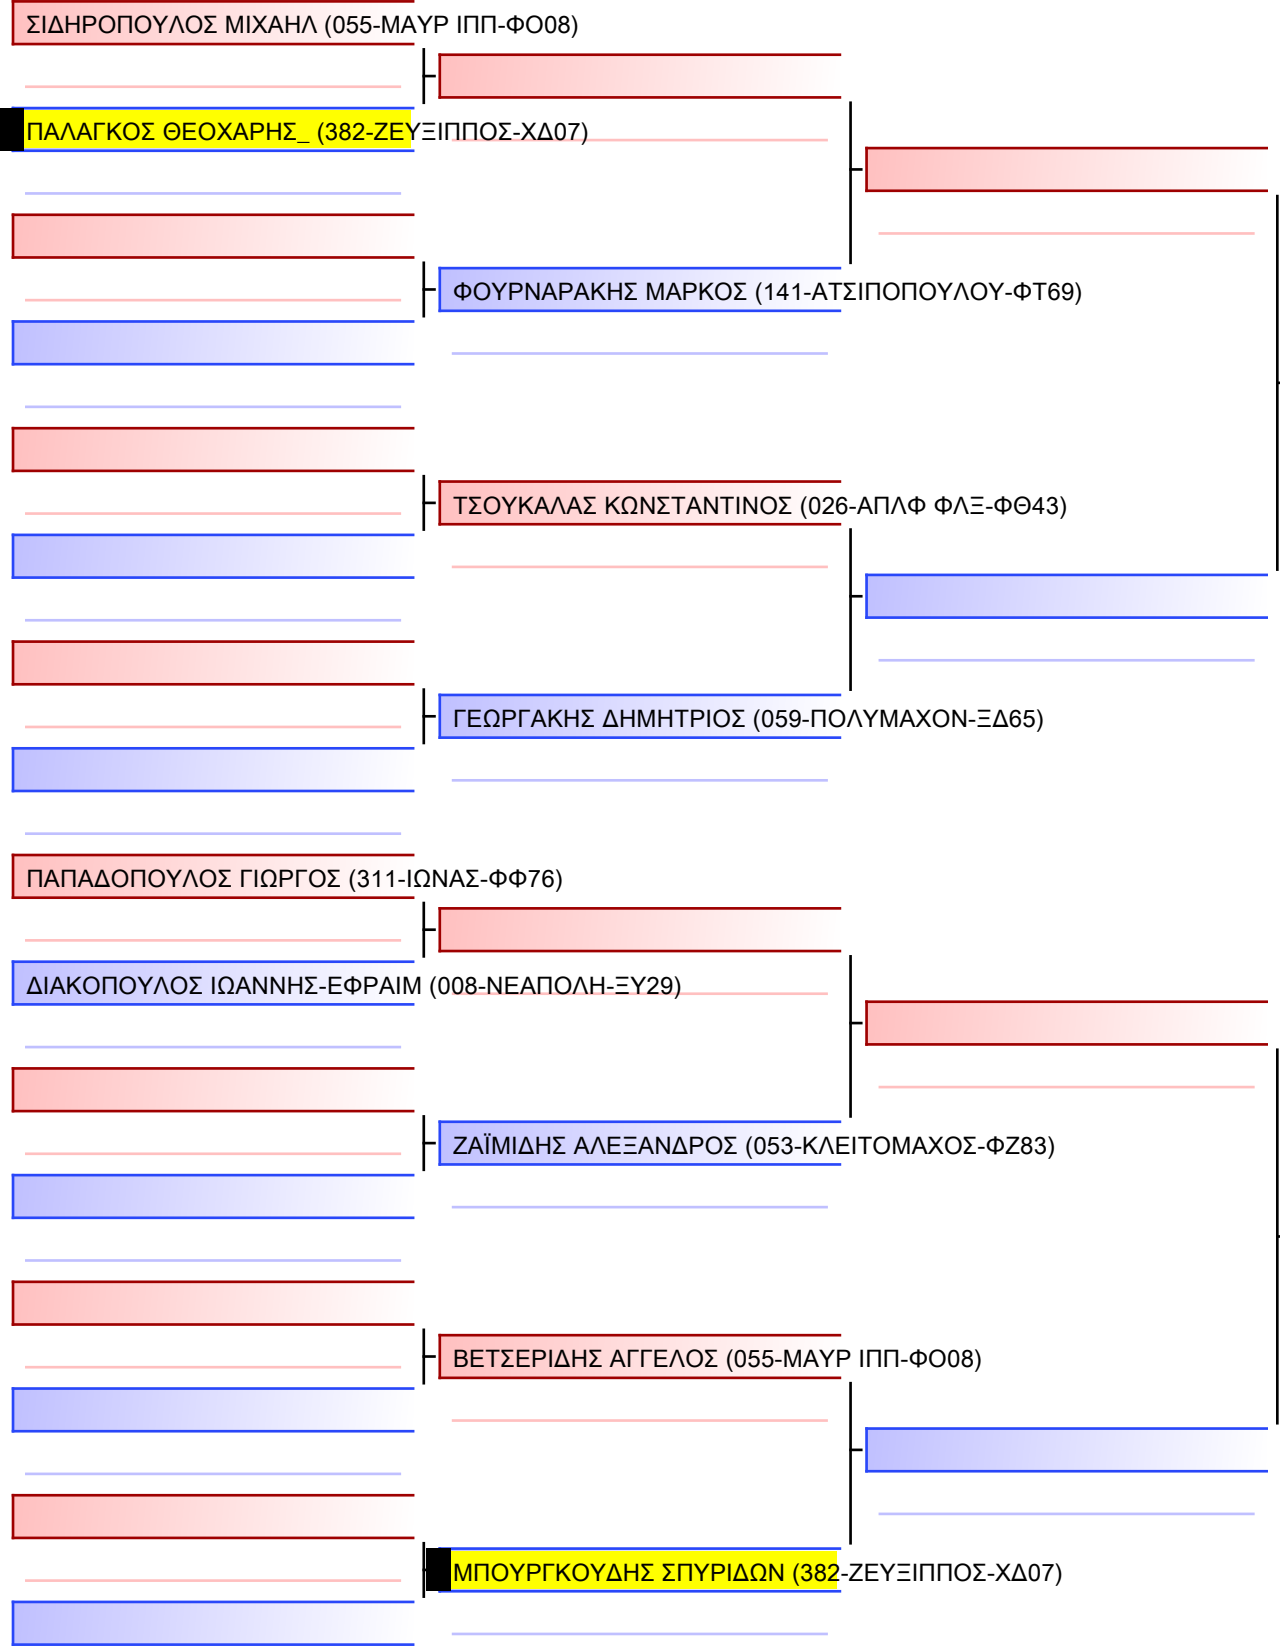 ΣΙΔΗΡΟΠΟΥΛΟΣ ΜΙΧΑΗΛ (055-ΜΑΥΡ ΙΠΠ-ΦΟ08)
ΠΑΛΑΓΚΟΣ ΘΕΟΧΑΡΗΣ_ (382-ΖΕΥΞΙΠΠΟΣ-ΧΔ07)
ΦΟΥΡΝΑΡΑΚΗΣ ΜΑΡΚΟΣ (141-ΑΤΣΙΠΟΠΟΥΛΟΥ-ΦΤ69)
ΤΣΟΥΚΑΛΑΣ ΚΩΝΣΤΑΝΤΙΝΟΣ (026-ΑΠΛΦ ΦΛΞ-ΦΘ43)
ΓΕΩΡΓΑΚΗΣ ΔΗΜΗΤΡΙΟΣ (059-ΠΟΛΥΜΑΧΟΝ-ΞΔ65)
ΠΑΠΑΔΟΠΟΥΛΟΣ ΓΙΩΡΓΟΣ (311-ΙΩΝΑΣ-ΦΦ76)
ΔΙΑΚΟΠΟΥΛΟΣ ΙΩΑΝΝΗΣ-ΕΦΡΑΙΜ (008-ΝΕΑΠΟΛΗ-ΞΥ29)
ΖΑΪΜΙΔΗΣ ΑΛΕΞΑΝΔΡΟΣ (053-ΚΛΕΙΤΟΜΑΧΟΣ-ΦΖ83)
ΒΕΤΣΕΡΙΔΗΣ ΑΓΓΕΛΟΣ (055-ΜΑΥΡ ΙΠΠ-ΦΟ08)
ΜΠΟΥΡΓΚΟΥΔΗΣ ΣΠΥΡΙΔΩΝ (382-ΖΕΥΞΙΠΠΟΣ-ΧΔ07)